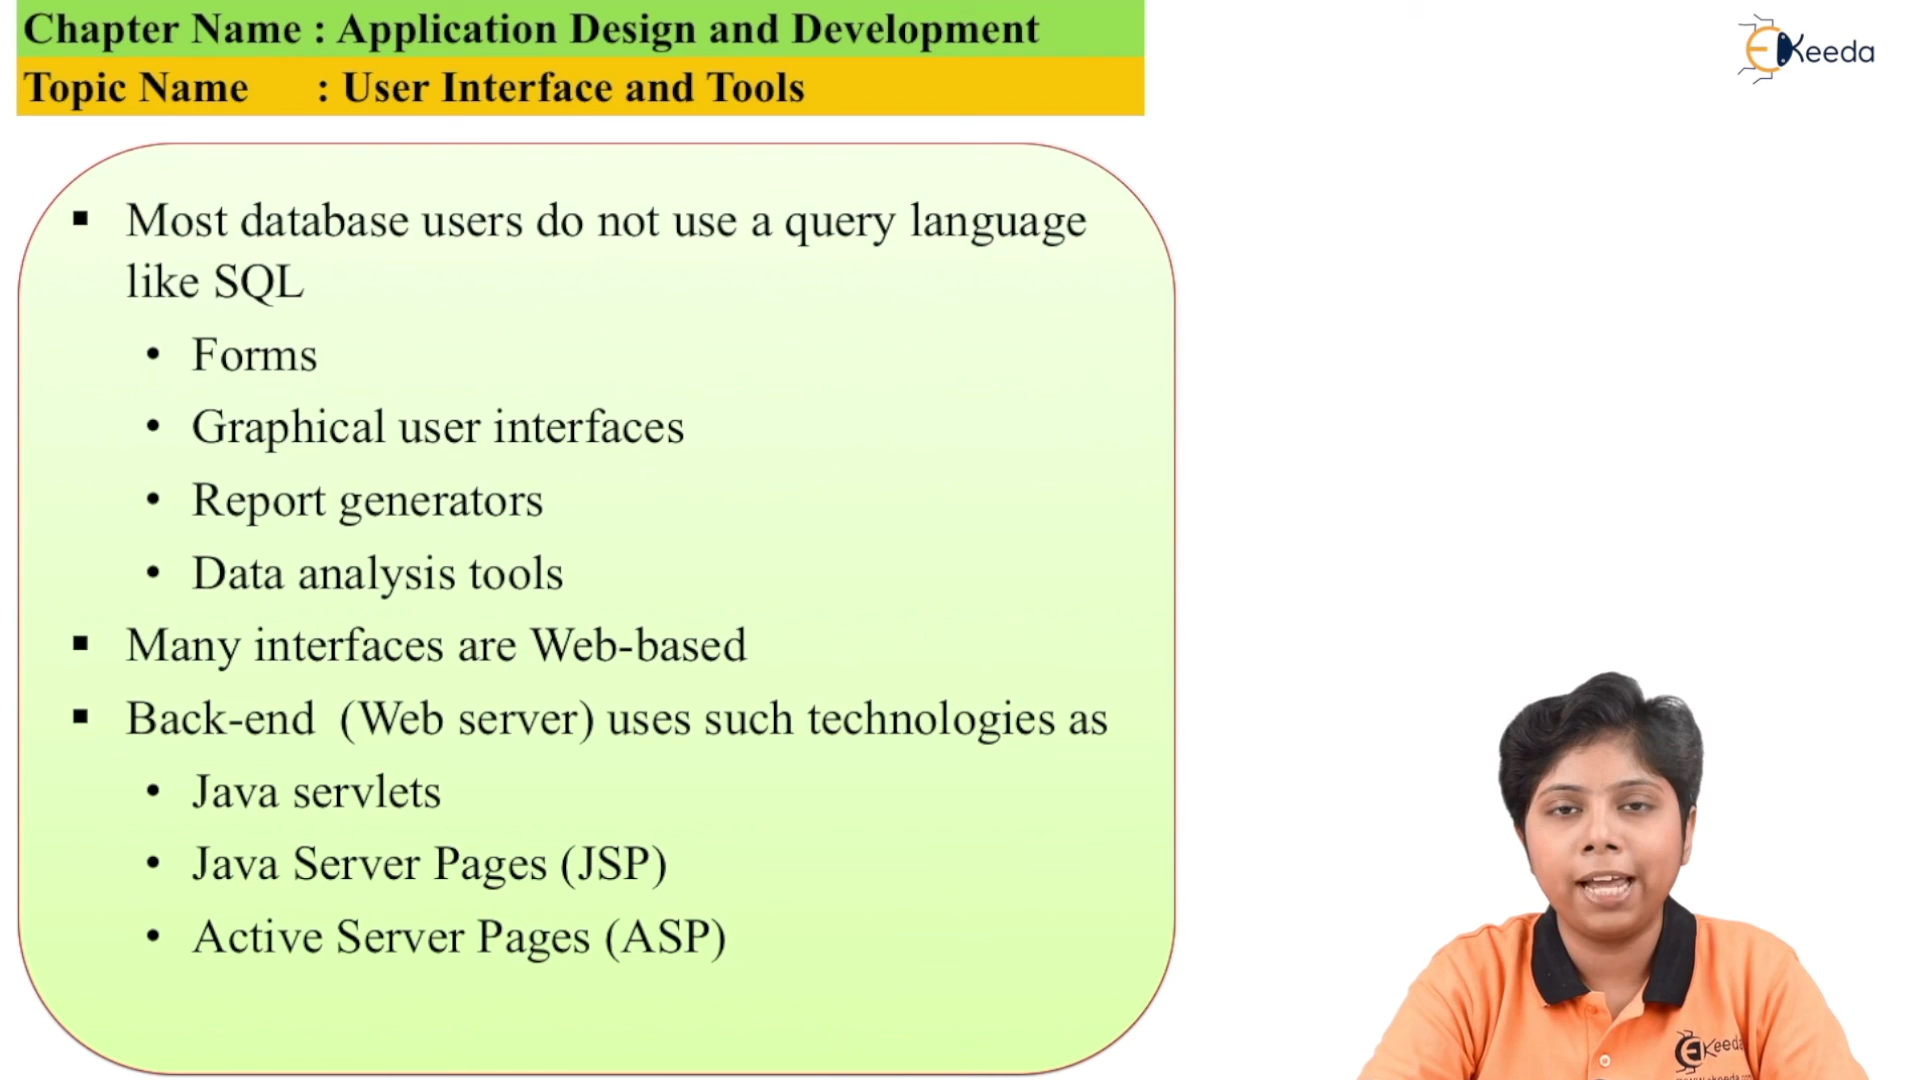 Chapter Name : Application Design and Development
Topic Name : User Interface and Tools
EKeeda
▪ Most database users do not use a query language
like SQL
• Forms
• Graphical user interfaces
• Report generators
• Data analysis tools
▪ Many interfaces are Web-based
▪ Back-end (Web server) uses such technologies as
• Java servlets
• Java Server Pages (JSP)
• Active Server Pages (ASP)
EKeeda